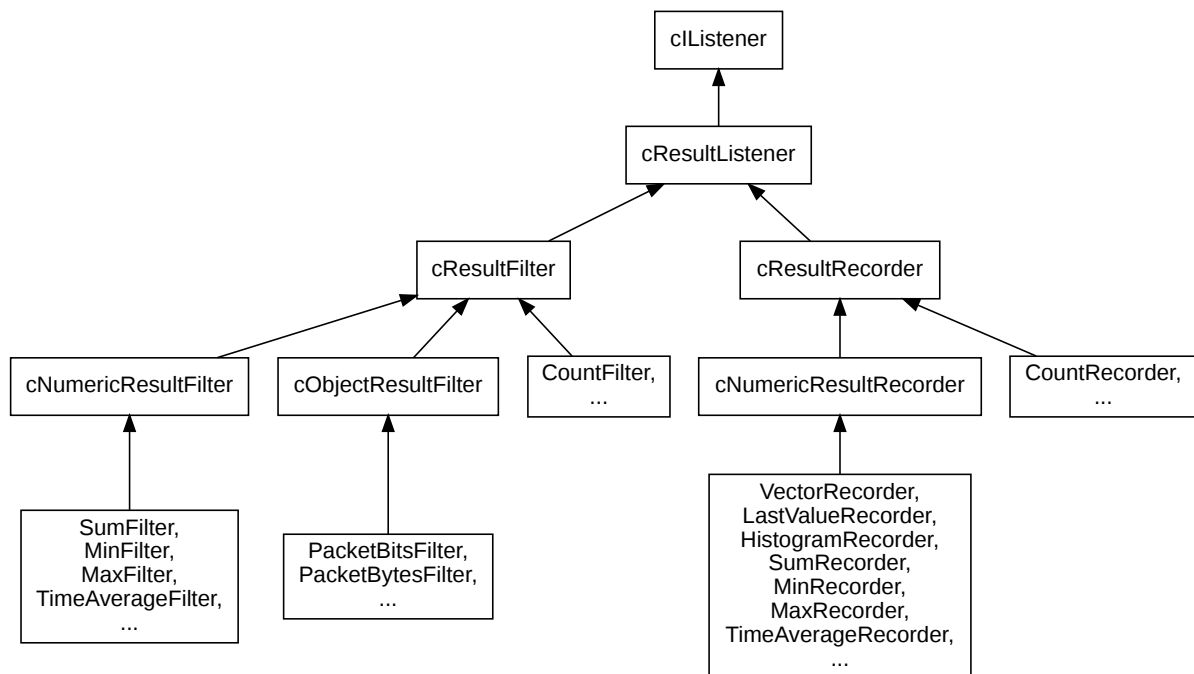 cIListener
cResultListener
cResultFilter
cResultRecorder
cNumericResultFilter
cObjectResultFilter
CountFilter,
...
cNumericResultRecorder
CountRecorder,
...
SumFilter,
MinFilter,
MaxFilter,
TimeAverageFilter,
...
PacketBitsFilter,
PacketBytesFilter,
...
VectorRecorder,
LastValueRecorder,
HistogramRecorder,
SumRecorder,
MinRecorder,
MaxRecorder,
TimeAverageRecorder,
...